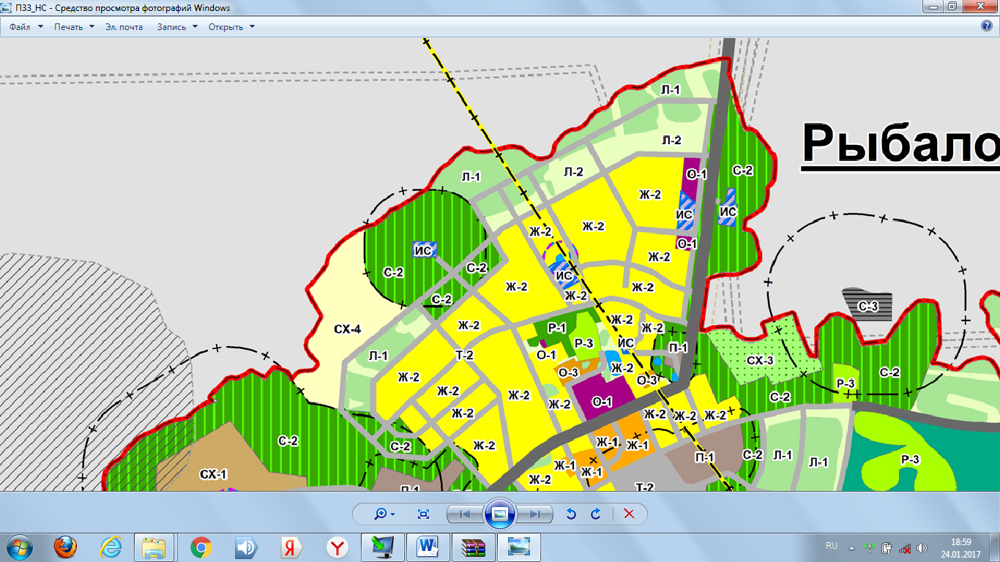 ПЗЗ_НС - Средство просмотра фотографий Windows
Файл Печать Эл. почта Запись Открыть
Л-1
Л-2
Рыбало
Л-1
Л-2
О-1
С-2
Ж-2
ИС
ИС
Ж-2
Ж-2
О-1
ИС
Ж-2
С-2
С-2
ИС
Ж-2
Ж-2
Ж-2
С-2
С-3
Ж-2
Ж-2
Р-1
Ж-2
СХ-4
Р-3
ИС
П-1
Л-1
Т-2
О-1
СХ-3
Ж-2
О-3
Ж-2
С-2
Ж-2
О-3
Р-3
Ж-2
Ж-2
О-1
С-2
Ж-2
Ж-2
Ж-2
Ж-2
Ж-2
С-2
С-2
Ж-2
Ж-1
Ж-1
С-2
Л-1
П-1
Л-1
Р-3
СХ-1
Ж-1
Ж-1
Ж-2
Т-2
П-1
RU
18:59
24.01.2017